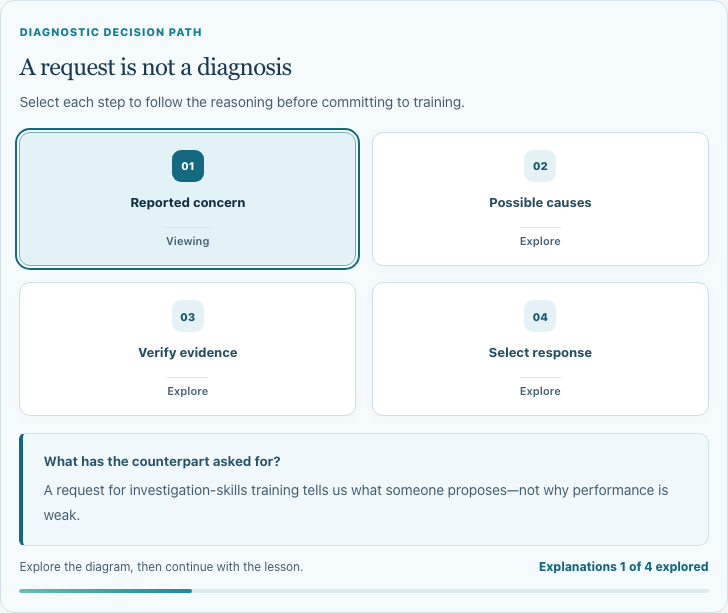 DIAGNOSTIC DECISION PATH
A request is not a diagnosis
Select each step to follow the reasoning before committing to training.
01
Reported concern
Viewing
02
Possible causes
Explore
03
Verify evidence
Explore
04
Select response
Explore
What has the counterpart asked for?
A request for investigation-skills training tells us what someone proposes—not why performance is
weak.
Explore the diagram, then continue with the lesson.
Explanations 1 of 4 explored